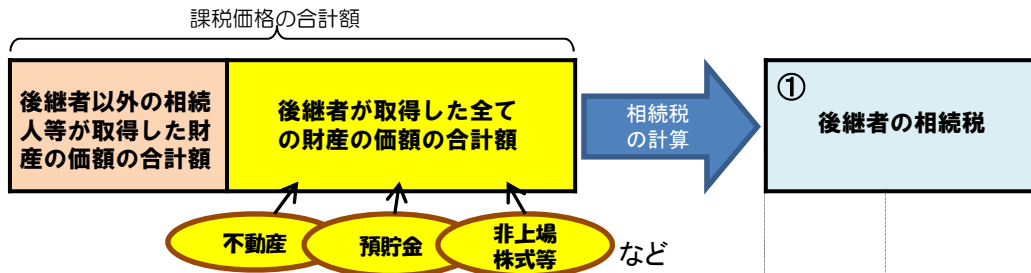 課税価格の合計額
後継者以外の相続
人等が取得した財
産の価額の合計額
後継者が取得した全て
の財産の価額の合計額
相続税
の計算
①
後継者の相続税
不動産
預貯金
非上場
株式等
など